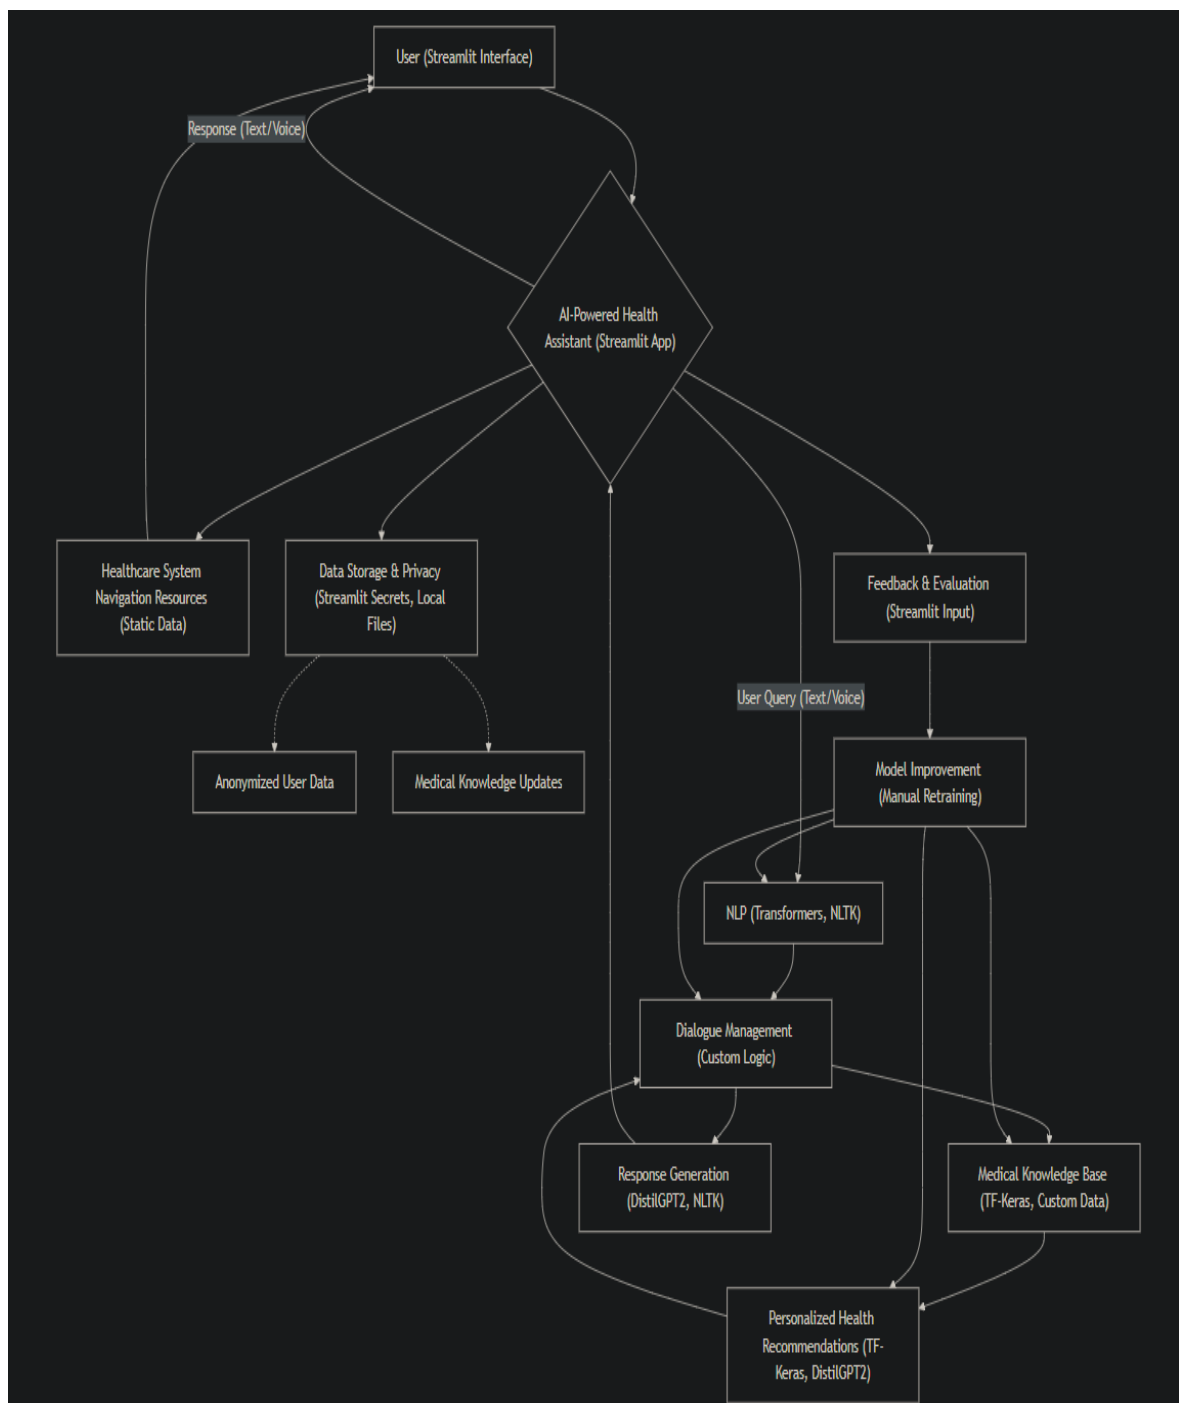 User (Streamlit Interface)
Response (Text/Voice)
AI-Powered Health
Assistant (Streamlit App)
Healthcare System
Navigation Resources
(Static Data)
Data Storage & Privacy
(Streamlit Secrets, Local
Files)
Feedback & Evaluation
(Streamlit Input)
User Query (Text/Voice)
Anonymized User Data
Medical Knowledge Updates
Model Improvement
(Manual Retraining)
NLP (Transformers, NLTK)
Dialogue Management
(Custom Logic)
Response Generation
(DistilGPT2, NLTK)
Medical Knowledge Base
(TF-Keras, Custom Data)
Personalized Health
Recommendations (TF-
Keras, DistilGPT2)